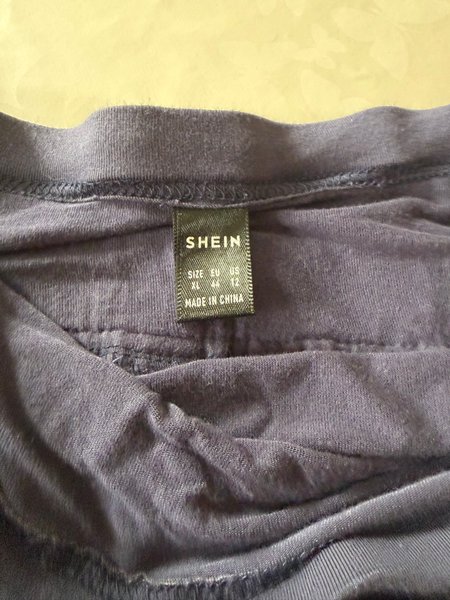 SHEIN
SIZE EU US
XL 44 12
MADE IN CHINA